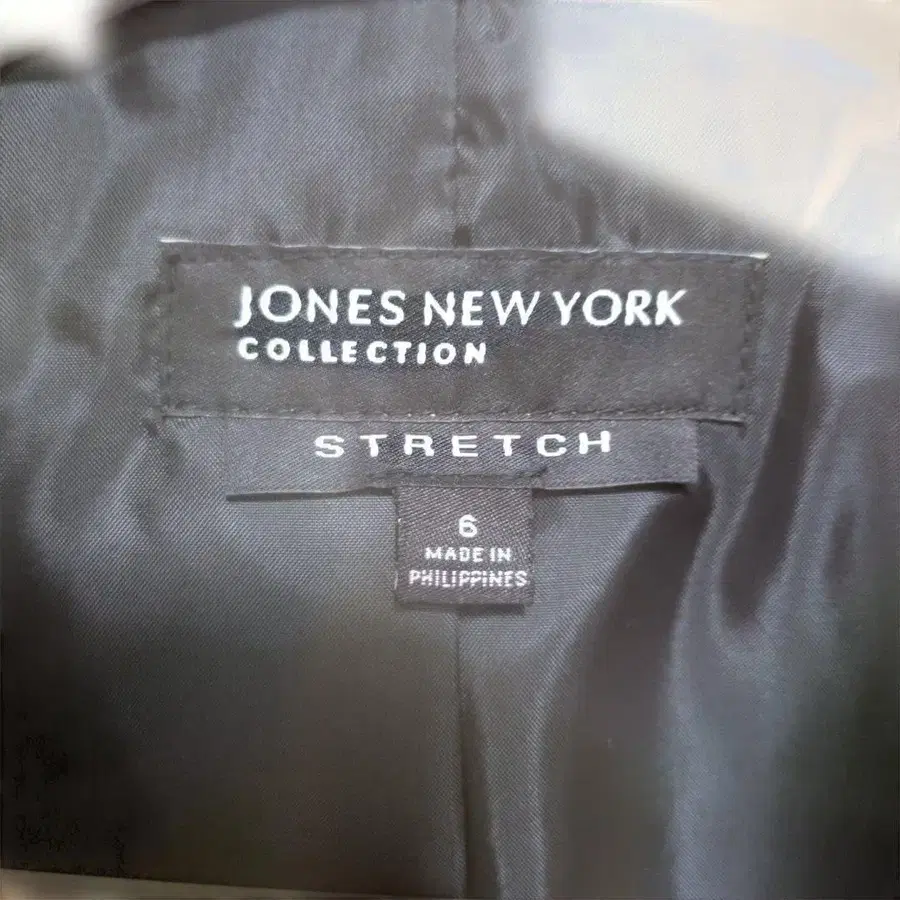 JONES NEW YORK
COLLECTION
STRETCH
6
MADE IN
PHILIPPINES